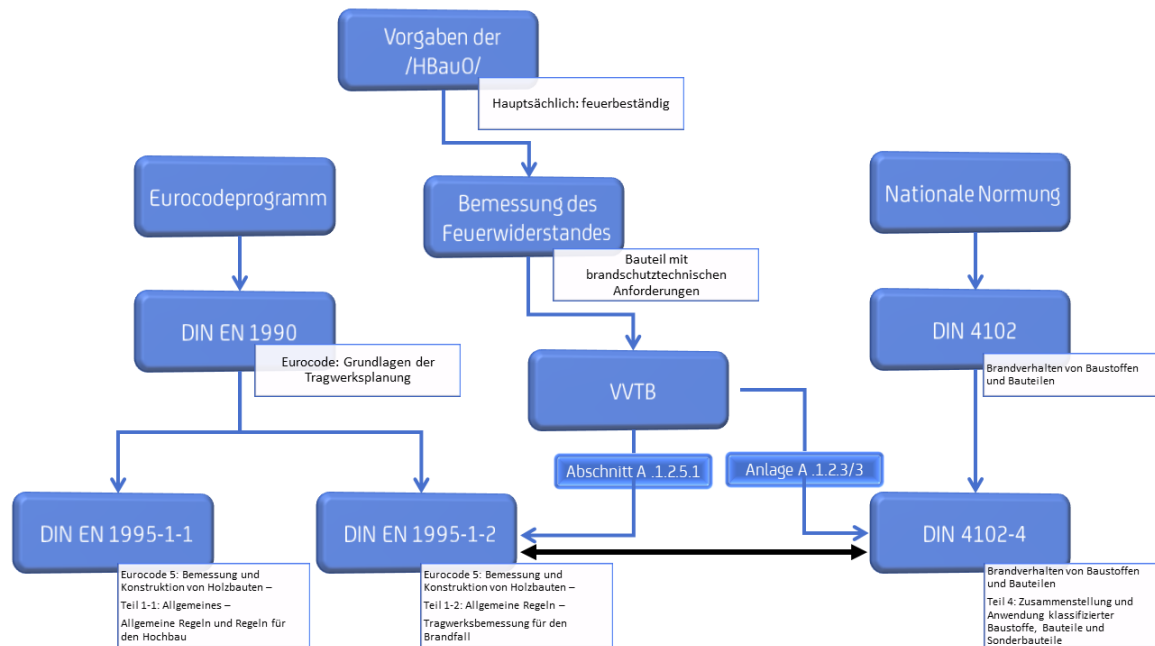 Vorgaben der
/HBauO/
Hauptsächlich: feuerbeständig
Eurocodeprogramm
Bemessung des
Feuerwiderstandes
Nationale Normung
Bauteil mit
brandschutztechnischen
Anforderungen
DIN EN 1990
Eurocode: Grundlagen der
Tragwerksplanung
DIN 4102
Brandverhalten von Baustoffen
und Bauteilen
VVTB
Abschnitt A .1.2.5.1
Anlage A .1.2.3/3
DIN EN 1995-1-1
Eurocode 5: Bemessung und
Konstruktion von Holzbauten –
Teil 1-1: Allgemeines –
Allgemeine Regeln und Regeln für
den Hochbau
DIN EN 1995-1-2
Eurocode 5: Bemessung und
Konstruktion von Holzbauten –
Teil 1-2: Allgemeine Regeln –
Tragwerksbemessung für den
Brandfall
DIN 4102-4
Brandverhalten von Baustoffen
und Bauteilen
Teil 4: Zusammenstellung und
Anwendung klassifizierter
Baustoffe, Bauteile und
Sonderbauteile